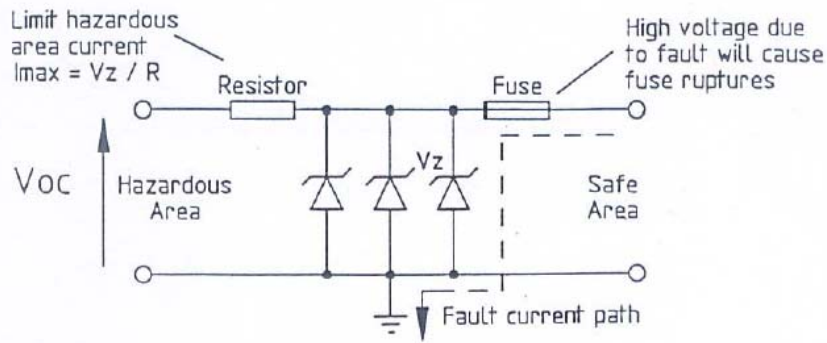 Limit hazardous
area current
Imax = Vz / R
High voltage due
to fault will cause
fuse ruptures
Resistor
Fuse
Vz
Voc
Hazardous
Area
Safe
Area
Fault current path